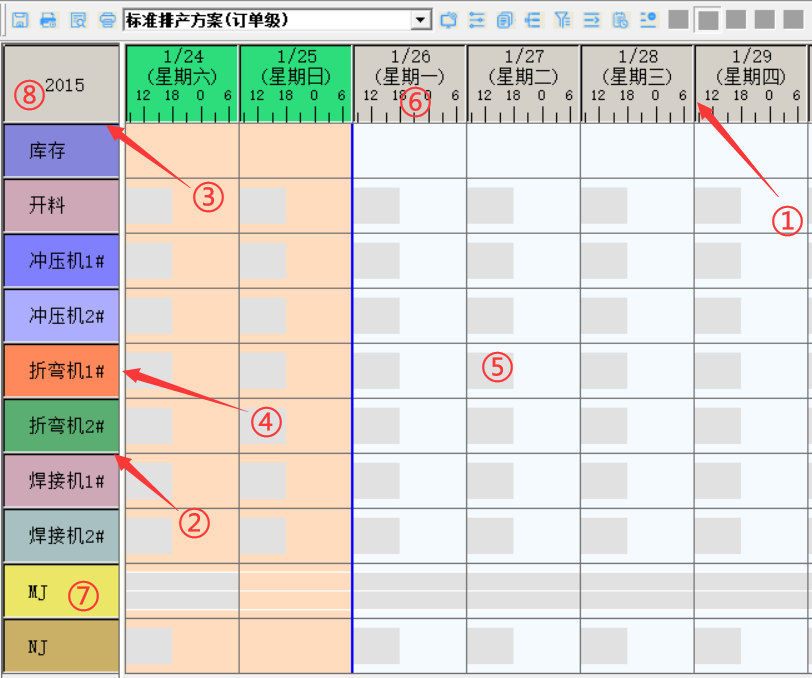 标准排产方案(订单级)
1/24 1/25 1/26 1/27 1/28 1/29
(星期六) (星期日) (星期一) (星期二) (星期三) (星期四)
⑧ 2015
12 18 0 6 12 18 0 6 12 18 0 6 12 18 0 6 12 18 0 6 12 18 0 6
⑥
库存
③
开料
①
冲压机1#
冲压机2#
折弯机1#
⑤
④
折弯机2#
焊接机1#
②
焊接机2#
MJ ⑦
NJ